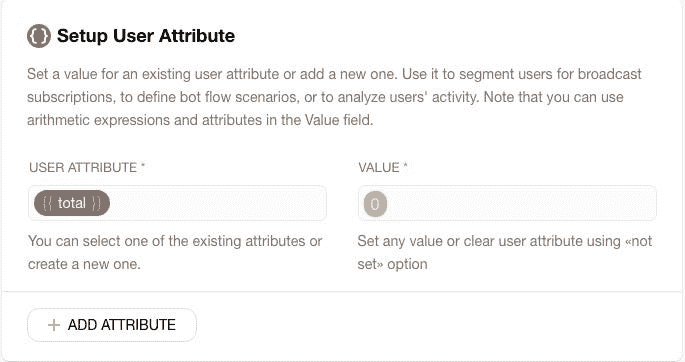 {} Setup User Attribute
Set a value for an existing user attribute or add a new one. Use it to segment users for broadcast
subscriptions, to define bot flow scenarios, or to analyze users' activity. Note that you can use
arithmetic expressions and attributes in the Value field.
USER ATTRIBUTE * VALUE *
{{ total }} 0
You can select one of the existing attributes or
create a new one.
Set any value or clear user attribute using «not
set» option
+ ADD ATTRIBUTE